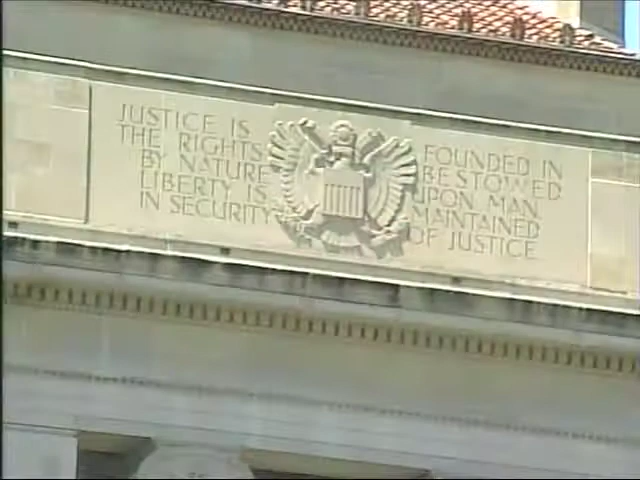 JUSTICE IS FOUNDED IN
THE RIGHTS BESTOWED
BY NATURE UPON MAN.
LIBERTY IS MAINTAINED
IN SECURITY OF JUSTICE